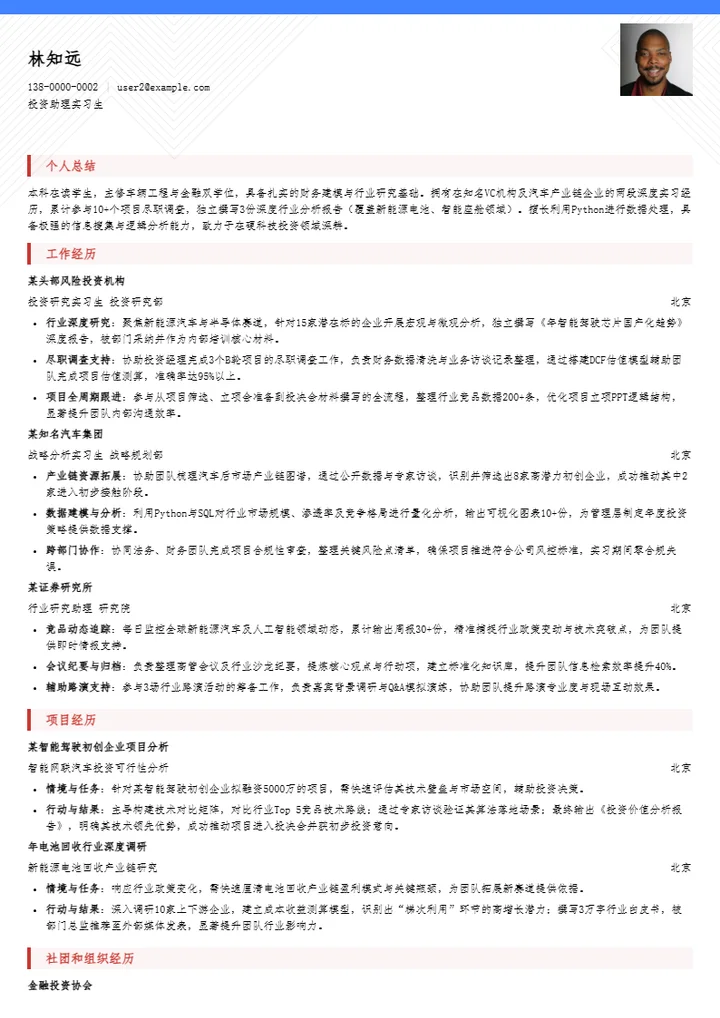 林知远
138-0000-0002 | user2@example.com
投资助理实习生
个人总结
本科在读学生，主修车辆工程与金融双学位，具备扎实的财务建模与行业研究基础。拥有在知名VC机构及汽车产业链企业的两段深度实习经
历，累计参与10+个项目尽职调查，独立撰写3份深度行业分析报告（覆盖新能源电池、智能座舱领域）。擅长利用Python进行数据处理，具
备极强的信息搜集与逻辑分析能力，致力于在硬科技投资领域深耕。
工作经历
某头部风险投资机构
投资研究实习生 投资研究部 北京
• 行业深度研究：聚焦新能源汽车与半导体赛道，针对15家潜在标的企业开展宏观与微观分析，独立撰写《年智能驾驶芯片国产化趋势》
深度报告，被部门采纳并作为内部培训核心材料。
• 尽职调查支持：协助投资经理完成3个B轮项目的尽职调查工作，负责财务数据清洗与业务访谈记录整理，通过搭建DCF估值模型辅助团
队完成项目估值测算，准确率达95%以上。
• 项目全周期跟进：参与从项目筛选、立项会准备到投决会材料撰写的全流程，整理行业竞品数据200+条，优化项目立项PPT逻辑结构，
显著提升团队内部沟通效率。
某知名汽车集团
战略分析实习生 战略规划部 北京
• 产业链资源拓展：协助团队梳理汽车后市场产业链图谱，通过公开数据与专家访谈，识别并筛选出8家高潜力初创企业，成功推动其中2
家进入初步接触阶段。
• 数据建模与分析：利用Python与SQL对行业市场规模、渗透率及竞争格局进行量化分析，输出可视化图表10+份，为管理层制定年度投资
策略提供数据支撑。
• 跨部门协作：协同法务、财务团队完成项目合规性审查，整理关键风险点清单，确保项目推进符合公司风控标准，实习期间零合规失
误。
某证券研究所
行业研究助理 研究院 北京
• 竞品动态追踪：每日监控全球新能源汽车及人工智能领域动态，累计输出周报30+份，精准捕捉行业政策变动与技术突破点，为团队提
供即时情报支持。
• 会议纪要与归档：负责整理高管会议及行业沙龙纪要，提炼核心观点与行动项，建立标准化知识库，提升团队信息检索效率提升40%。
• 辅助路演支持：参与3场行业路演活动的筹备工作，负责嘉宾背景调研与Q&A模拟演练，协助团队提升路演专业度与现场互动效果。
项目经历
某智能驾驶初创企业项目分析
智能网联汽车投资可行性分析 北京
• 情境与任务：针对某智能驾驶初创企业拟融资5000万的项目，需快速评估其技术壁垒与市场空间，辅助投资决策。
• 行动与结果：主导构建技术对比矩阵，对比行业Top 5竞品技术路线；通过专家访谈验证其算法落地场景；最终输出《投资价值分析报
告》，明确其技术领先优势，成功推动项目进入投决会并获初步投资意向。
年电池回收行业深度调研
新能源电池回收产业链研究 北京
• 情境与任务：响应行业政策变化，需快速厘清电池回收产业链盈利模式与关键瓶颈，为团队拓展新赛道提供依据。
• 行动与结果：深入调研10家上下游企业，建立成本收益测算模型，识别出“梯次利用”环节的高增长潜力；撰写3万字行业白皮书，被
部门总监推荐至外部媒体发表，显著提升团队行业影响力。
社团和组织经历
金融投资协会